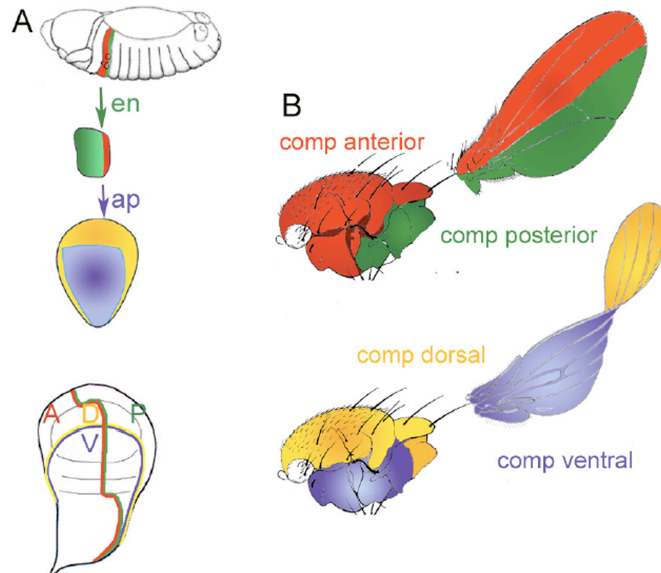 A
en
ap
A D P
V
B
comp anterior
comp posterior
comp dorsal
comp ventral